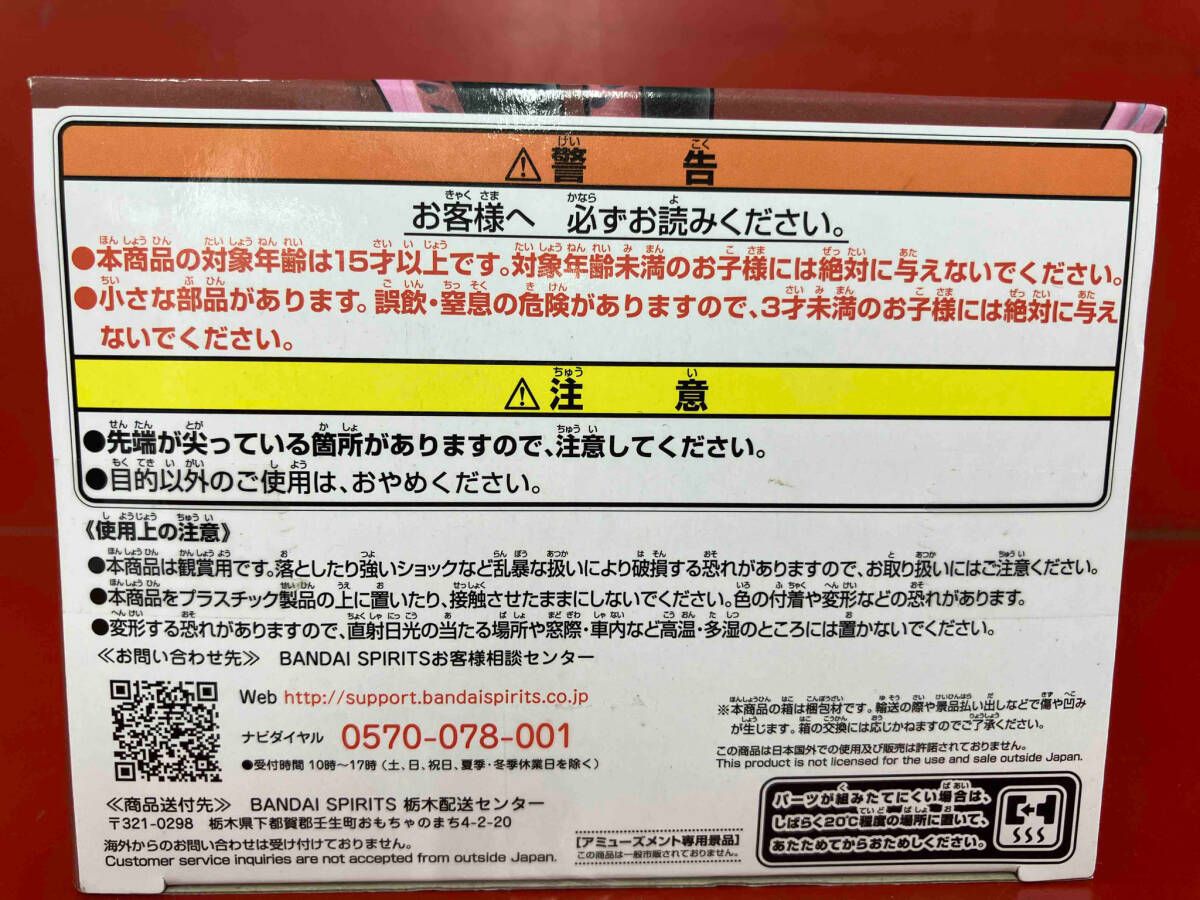 ⚠警告
お客様へ 必ずお読みください。
●本商品の対象年齢は15才以上です。対象年齢未満のお子様には絶対に与えないでください。
●小さな部品があります。誤飲・窒息の危険がありますので、3才未満のお子様には絶対に与え
ないでください。
⚠注意
●先端が尖っている箇所がありますので、注意してください。
●目的以外のご使用は、おやめください。
《使用上の注意》
●本商品は観賞用です。落としたり強いショックなど乱暴な扱いにより破損する恐れがありますので、お取り扱いにはご注意ください。
●本商品をプラスチック製品の上に置いたり、接触させたままにしないでください。色の付着や変形などの恐れがあります。
●変形する恐れがありますので、直射日光の当たる場所や窓際・車内など高温・多湿のところには置かないでください。
≪お問い合わせ先≫ BANDAI SPIRITSお客様相談センター
Web http://support.bandaispirits.co.jp
ナビダイヤル 0570-078-001
●受付時間 10時～17時(土、日、祝日、夏季・冬季休業日を除く)
≪商品送付先≫ BANDAI SPIRITS 栃木配送センター
〒321-0298 栃木県下都賀郡壬生町おもちゃのまち4-2-20
海外からのお問い合わせは受け付けておりません。
Customer service inquiries are not accepted from outside Japan.
※本商品の箱は梱包材です。輸送の際や景品払い出しなどで傷や凹み
が生じます。箱の交換には応じかねますのでご了承ください。
この商品は日本国外での使用及び販売は許諾されておりません。
This product is not licensed for the use and sale outside Japan.
[アミューズメント専用景品]
この商品は一般市販されておりません。
パーツが組みたてにくい場合は、
しばらく20℃程度の場所に置いて、
あたためてからおためしください。